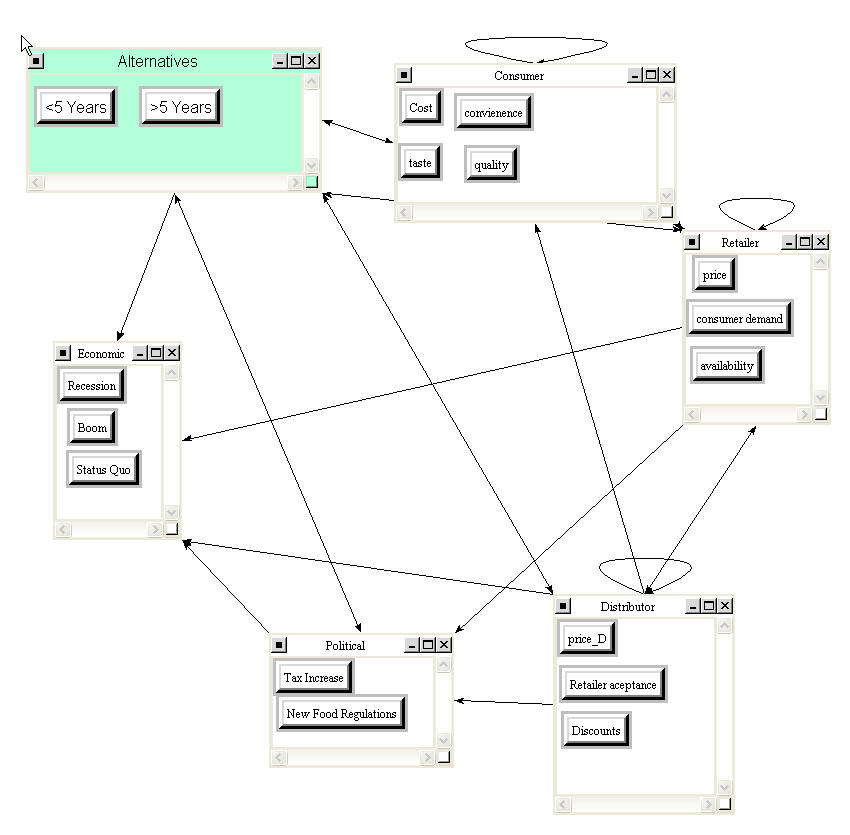 Alternatives
<5 Years >5 Years
Consumer
Cost convienence
taste quality
Retailer
price
consumer demand
availability
Economic
Recession
Boom
Status Quo
Political
Tax Increase
New Food Regulations
Distributor
price_D
Retailer aceptance
Discounts